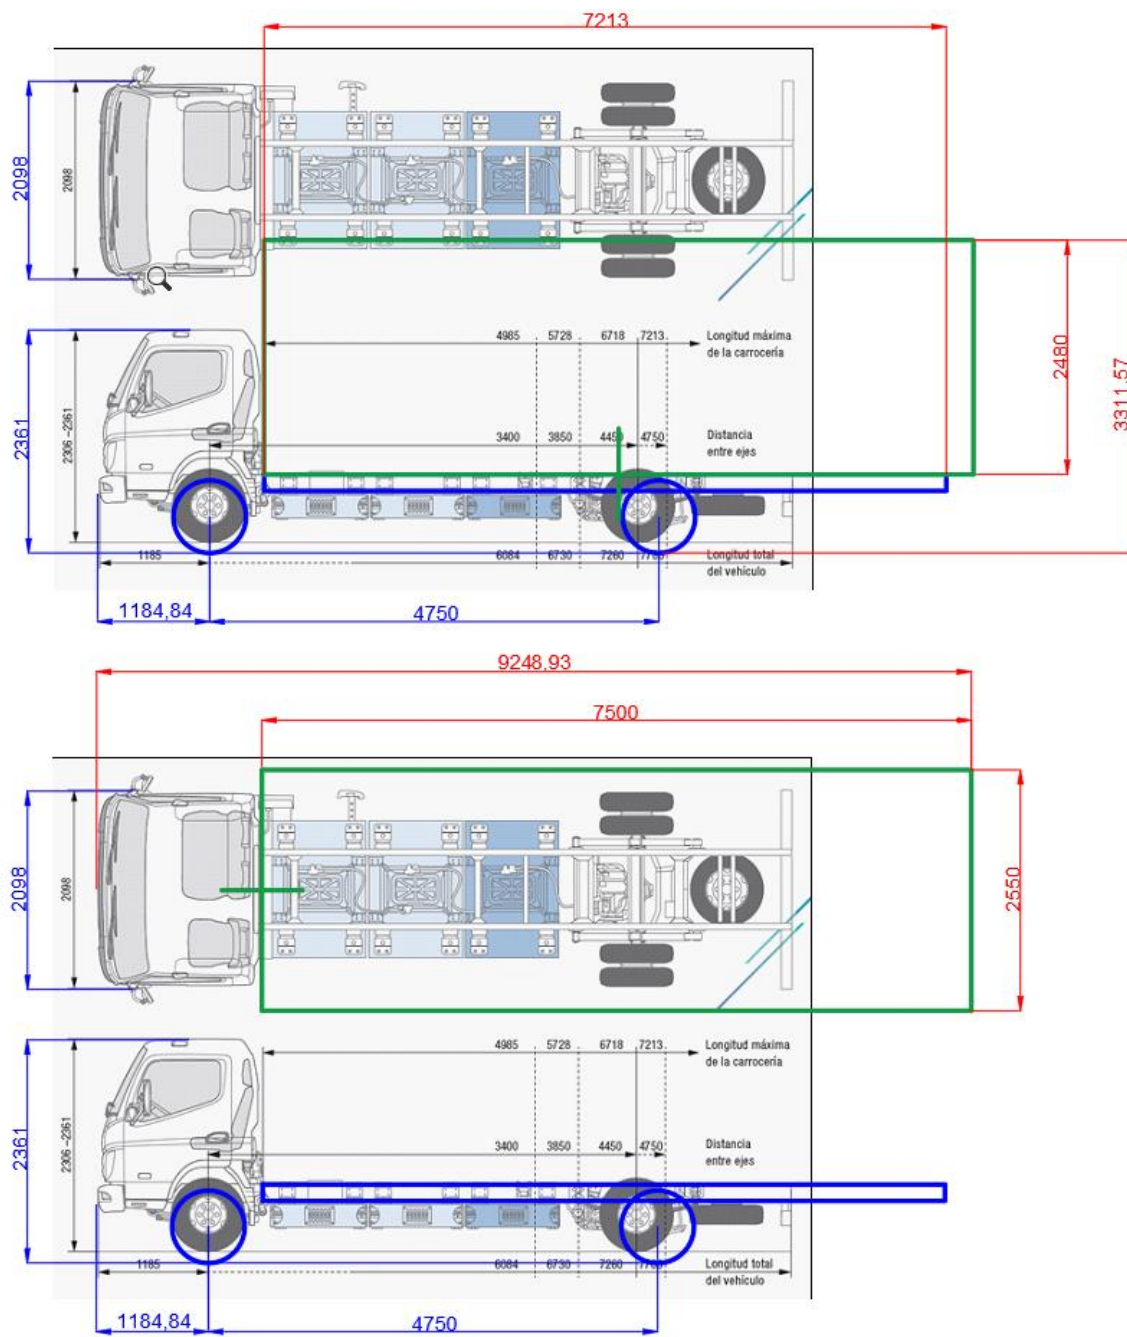 7213
2098
2098
4985 5728 6718 7213 Longitud máxima
de la carrocería
2480
3311,57
2361
2306 –2361
3400 3850 4450 4750 Distancia
entre ejes
1185 6084 6730 7260 Longitud total
del vehículo
1184,84 4750
9248,93
7500
2098
2098
2550
4985 5728 6718 7213 Longitud máxima
de la carrocería
2361
2306 –2361
3400 3850 4450 4750 Distancia
entre ejes
1185 6084 6730 7260 Longitud total
del vehículo
1184,84 4750